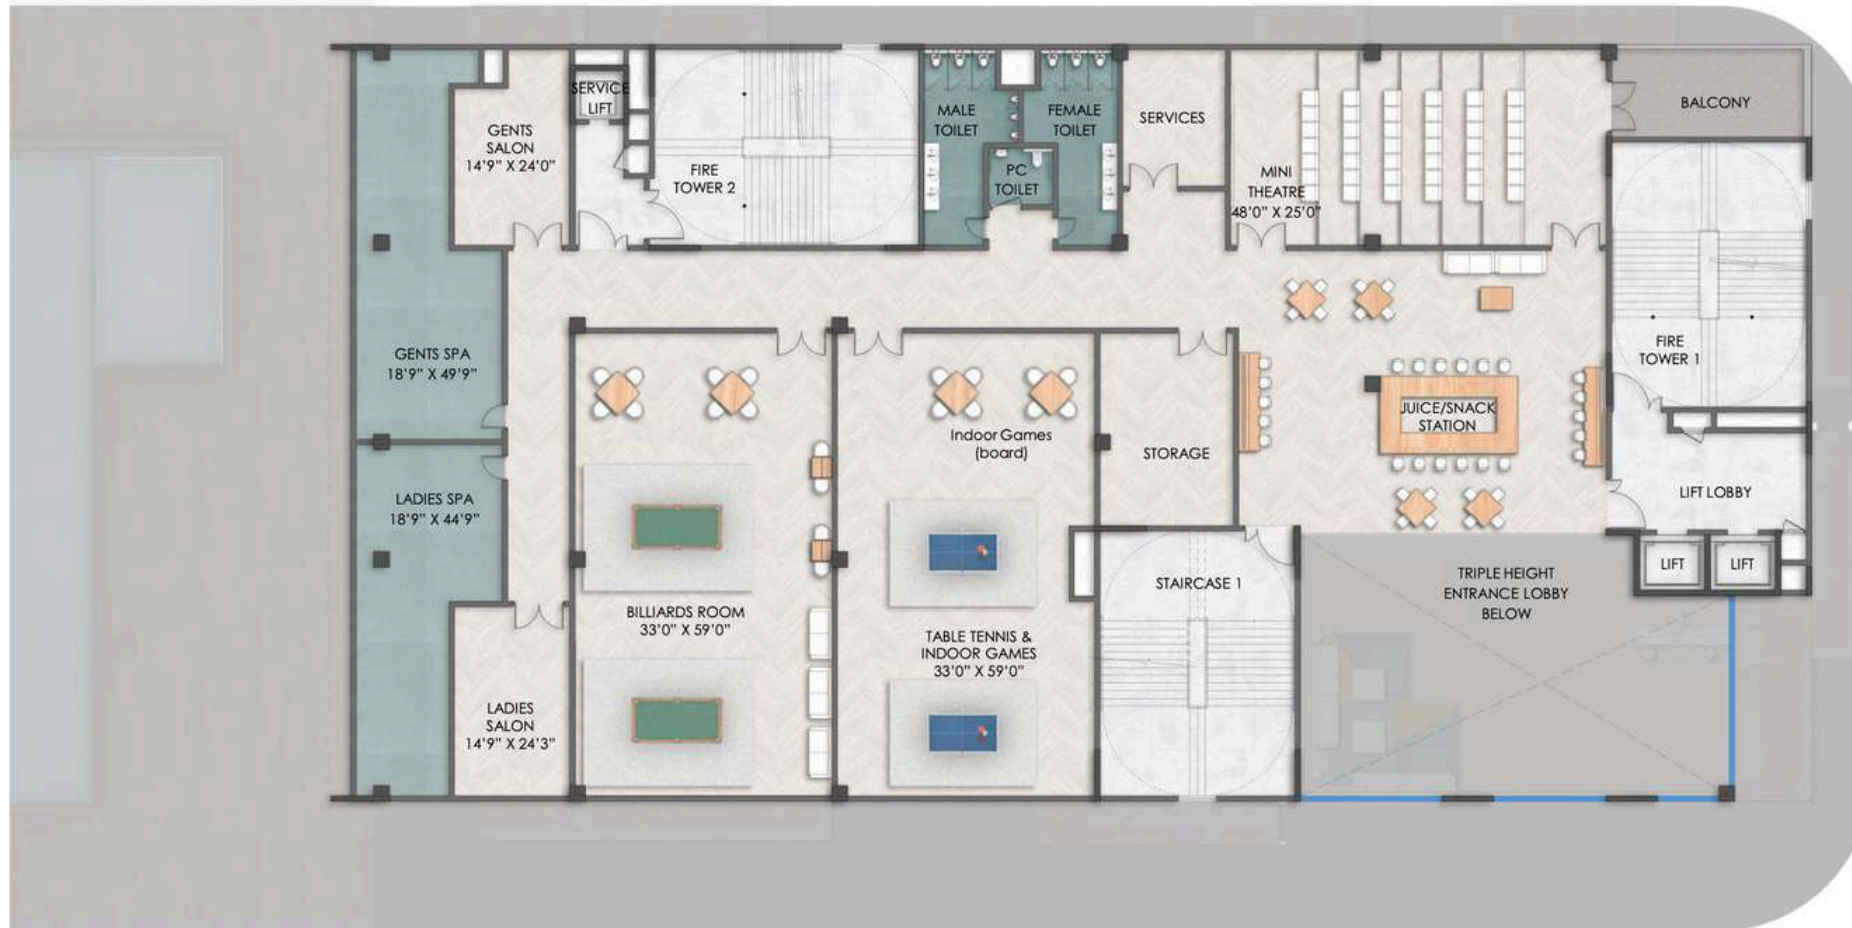 SERVICE
LIFT
GENTS
SALON
14'9" X 24'0"
FIRE
TOWER 2
MALE
TOILET
FEMALE
TOILET
PC
TOILET
SERVICES
MINI
THEATRE
48'0" X 25'0"
BALCONY
GENTS SPA
18'9" X 49'9"
FIRE
TOWER 1
JUICE/SNACK
STATION
Indoor Games
(board)
STORAGE
LADIES SPA
18'9" X 44'9"
LIFT LOBBY
LIFT
LIFT
STAIRCASE 1
TRIPLE HEIGHT
ENTRANCE LOBBY
BELOW
BILLIARDS ROOM
33'0" X 59'0"
TABLE TENNIS &
INDOOR GAMES
33'0" X 59'0"
LADIES
SALON
14'9" X 24'3"